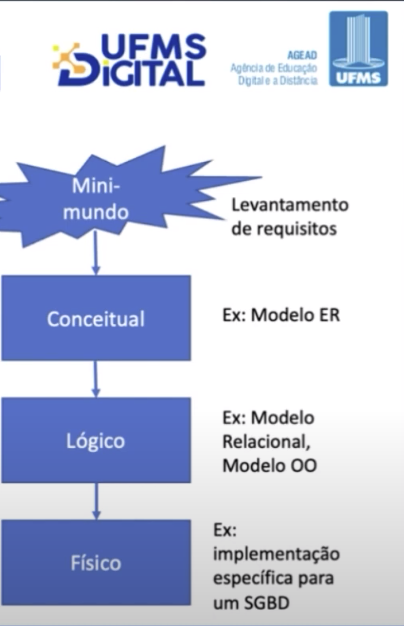 UFMS
DIGITAL
AGEAD
Agência de Educação
Digital e a Distância
UFMS
Mini-
mundo
Levantamento
de requisitos
Conceitual
Ex: Modelo ER
Lógico
Ex: Modelo
Relacional,
Modelo OO
Físico
Ex:
implementação
específica para
um SGBD